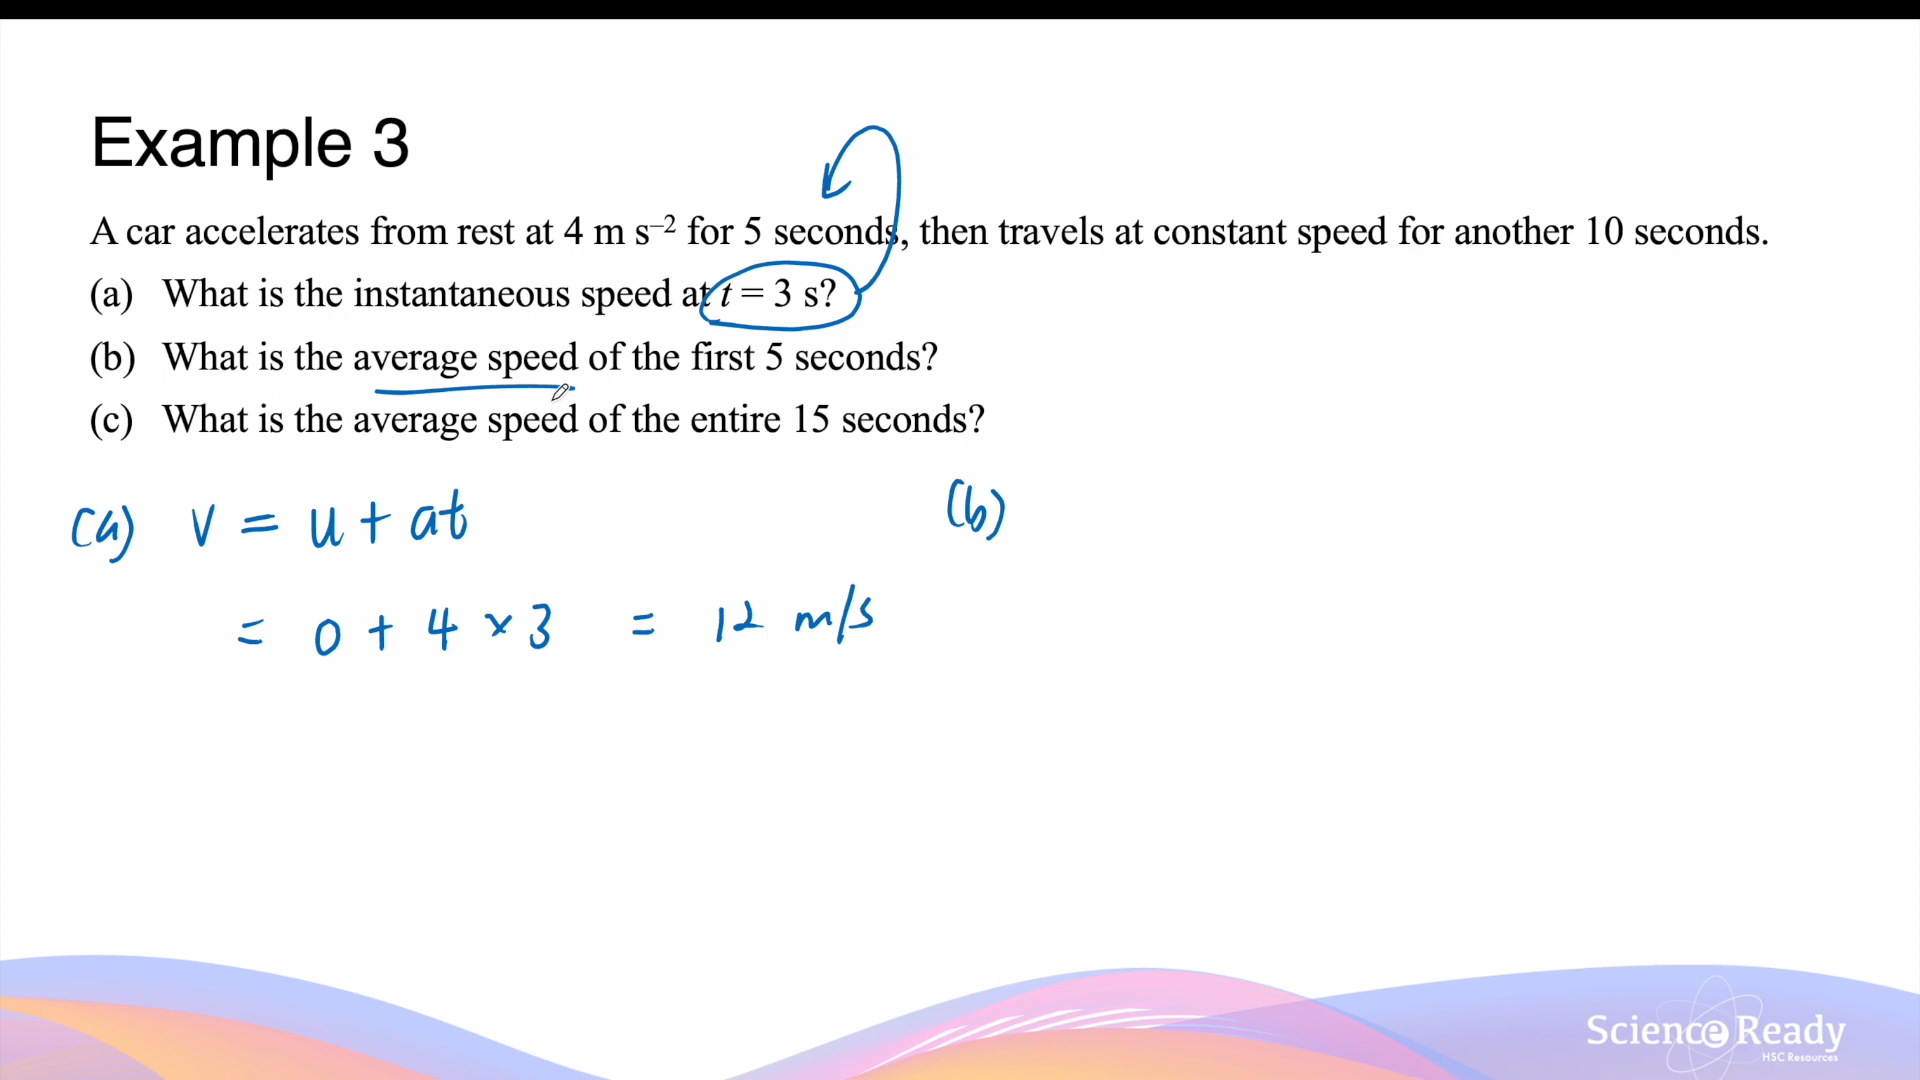 Example 3
A car accelerates from rest at 4 m s⁻² for 5 seconds, then travels at constant speed for another 10 seconds.
(a) What is the instantaneous speed at t = 3 s?
(b) What is the average speed of the first 5 seconds?
(c) What is the average speed of the entire 15 seconds?
(a) v = u + at
= 0 + 4 × 3 = 12 m/s
(b)
Science Ready
HSC Resources